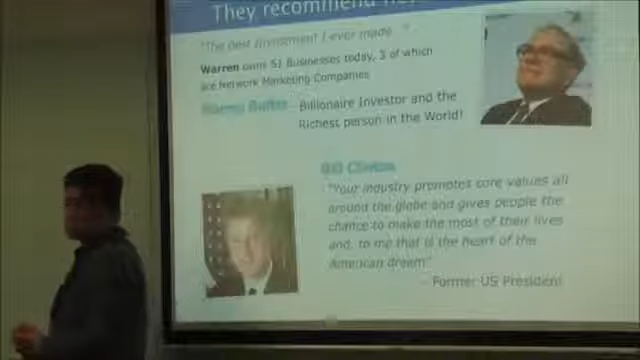 They recommend
"The best investment I ever made..."
Warren owns 51 Businesses today, 3 of which
are Network Marketing Companies
Warren Buffet - Billionaire Investor and the
Richest person in the World!
Bill Clinton
"Your industry promotes core values all
around the globe and gives people the
chance to make the most of their lives
and, to me that is the heart of the
American dream"
- Former US President